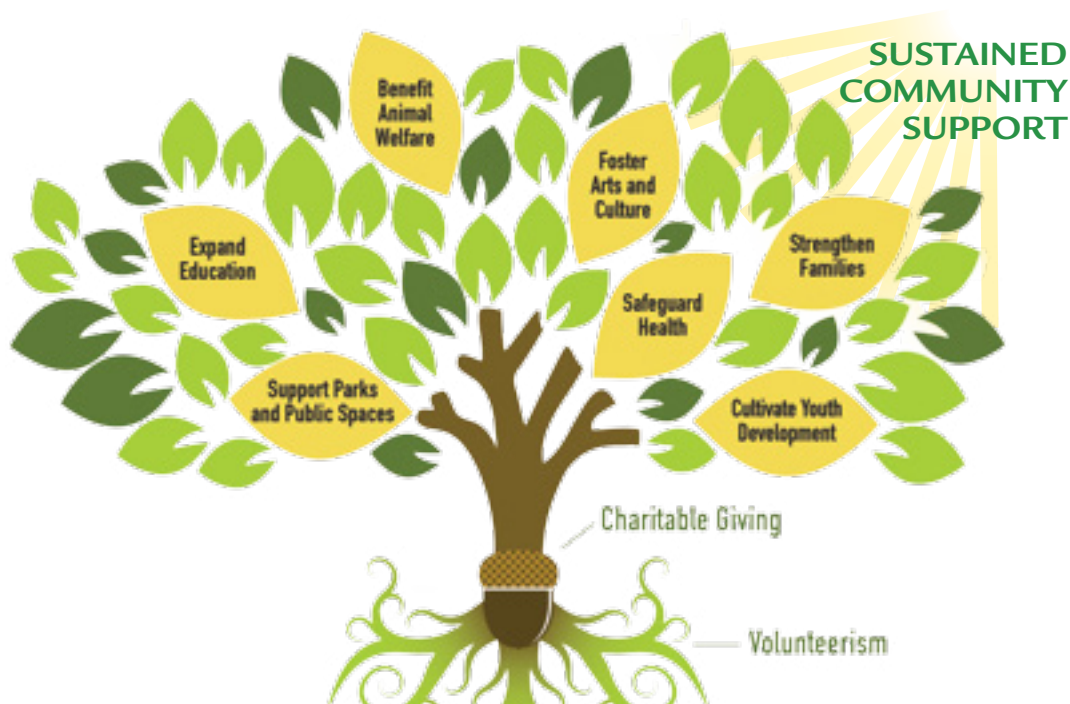 SUSTAINED
COMMUNITY
SUPPORT
Benefit
Animal
Welfare
Foster
Arts and
Culture
Expand
Education
Strengthen
Families
Safeguard
Health
Support Parks
and Public Spaces
Cultivate Youth
Development
Charitable Giving
Volunteerism